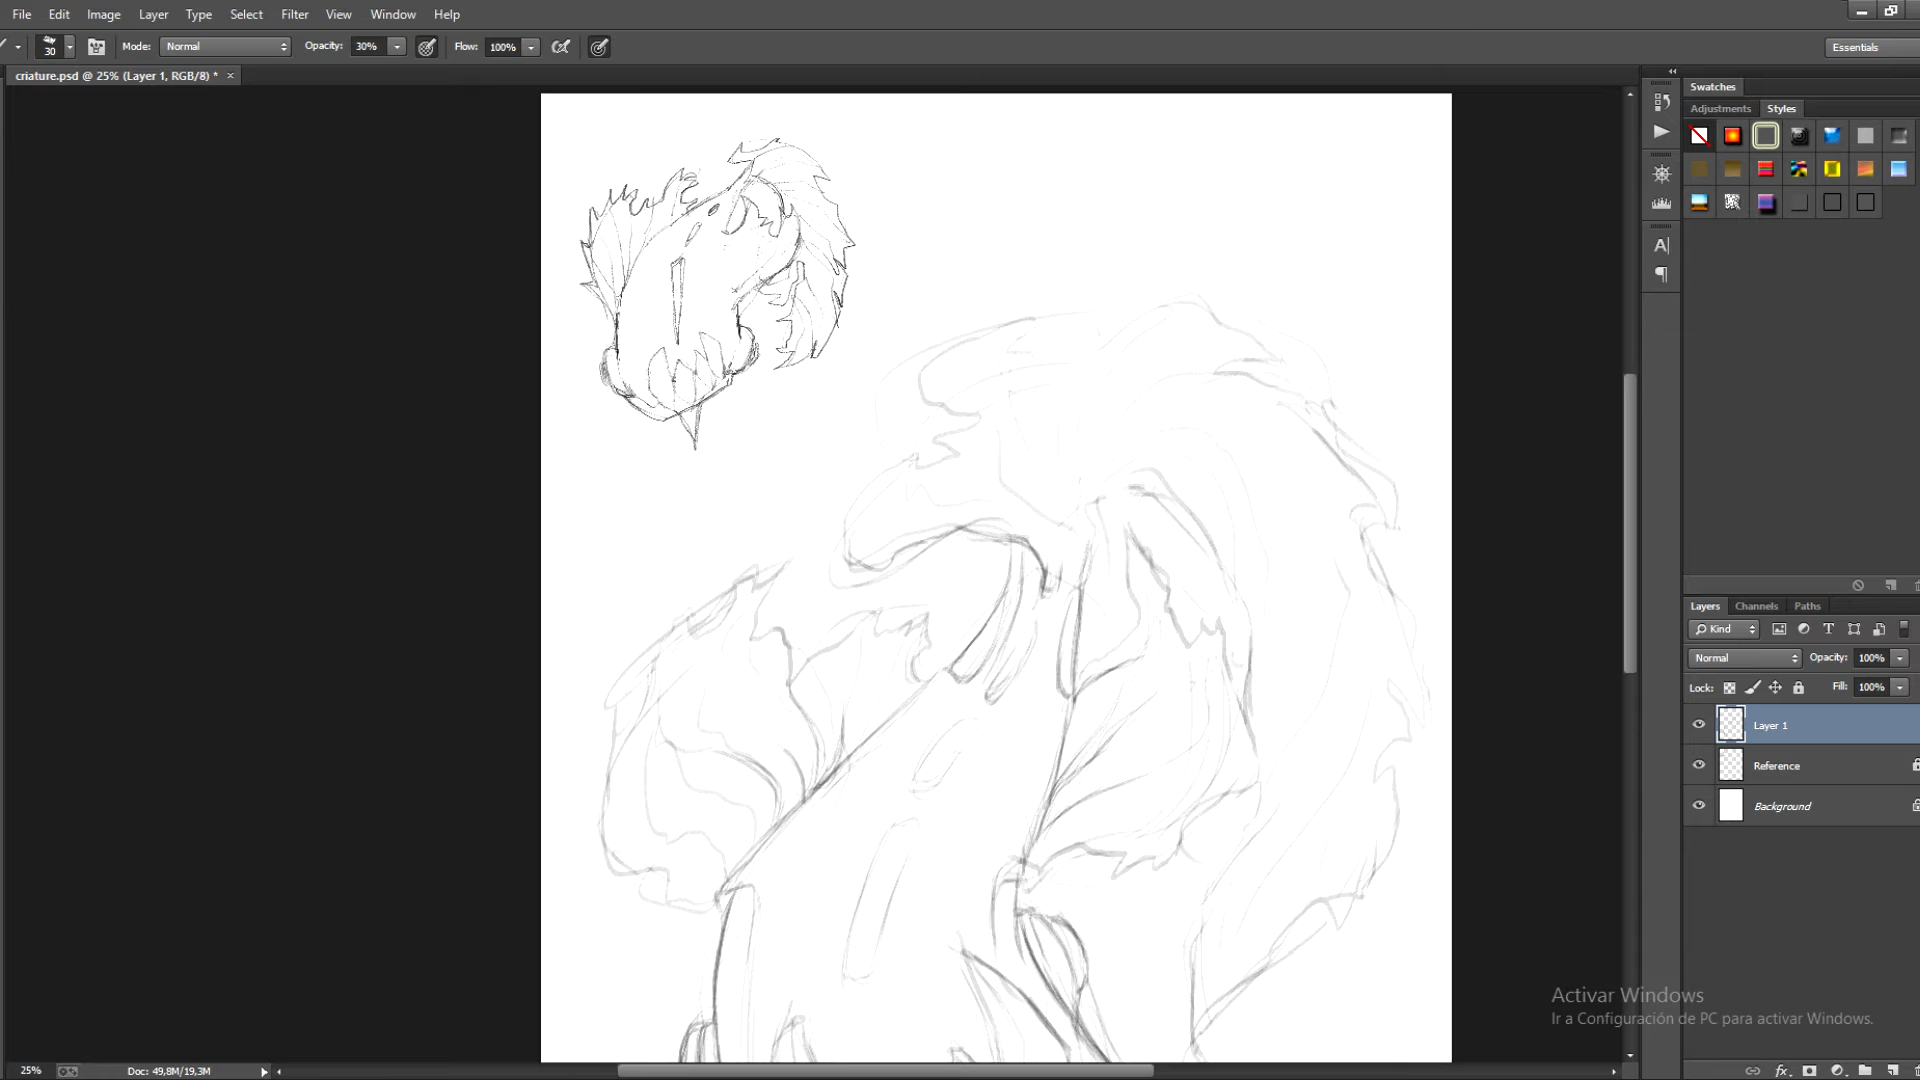 File Edit Image Layer Type Select Filter View Window Help
30 Mode: Normal Opacity: 30% Flow: 100% Essentials
criature.psd @ 25% (Layer 1, RGB/8) * ×
Swatches
Adjustments Styles
Layers Channels Paths
Kind T
Normal Opacity: 100%
Lock: Fill: 100%
Layer 1
Reference
Background
Activar Windows
Ir a Configuración de PC para activar Windows.
25% Doc: 49,8M/19,3M
fx